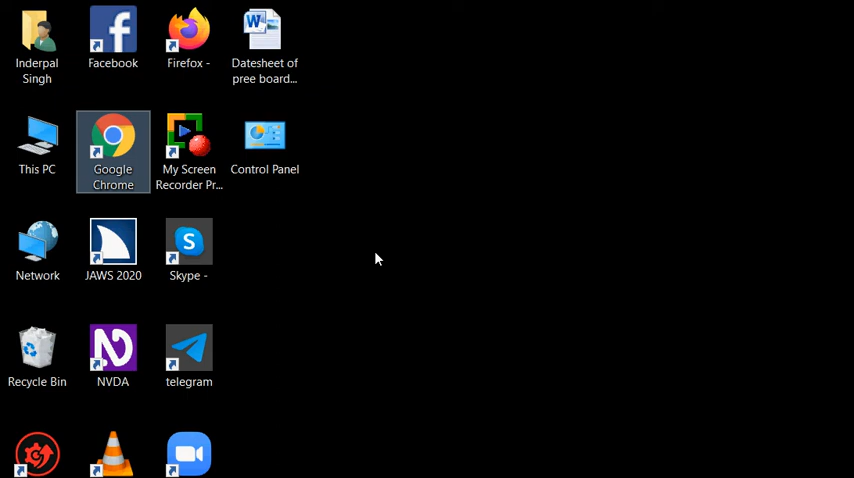 Inderpal
Singh
Facebook
Firefox -
Datesheet of
pree board...
This PC
Google
Chrome
My Screen
Recorder Pr...
Control Panel
Network
JAWS 2020
Skype -
Recycle Bin
NVDA
telegram